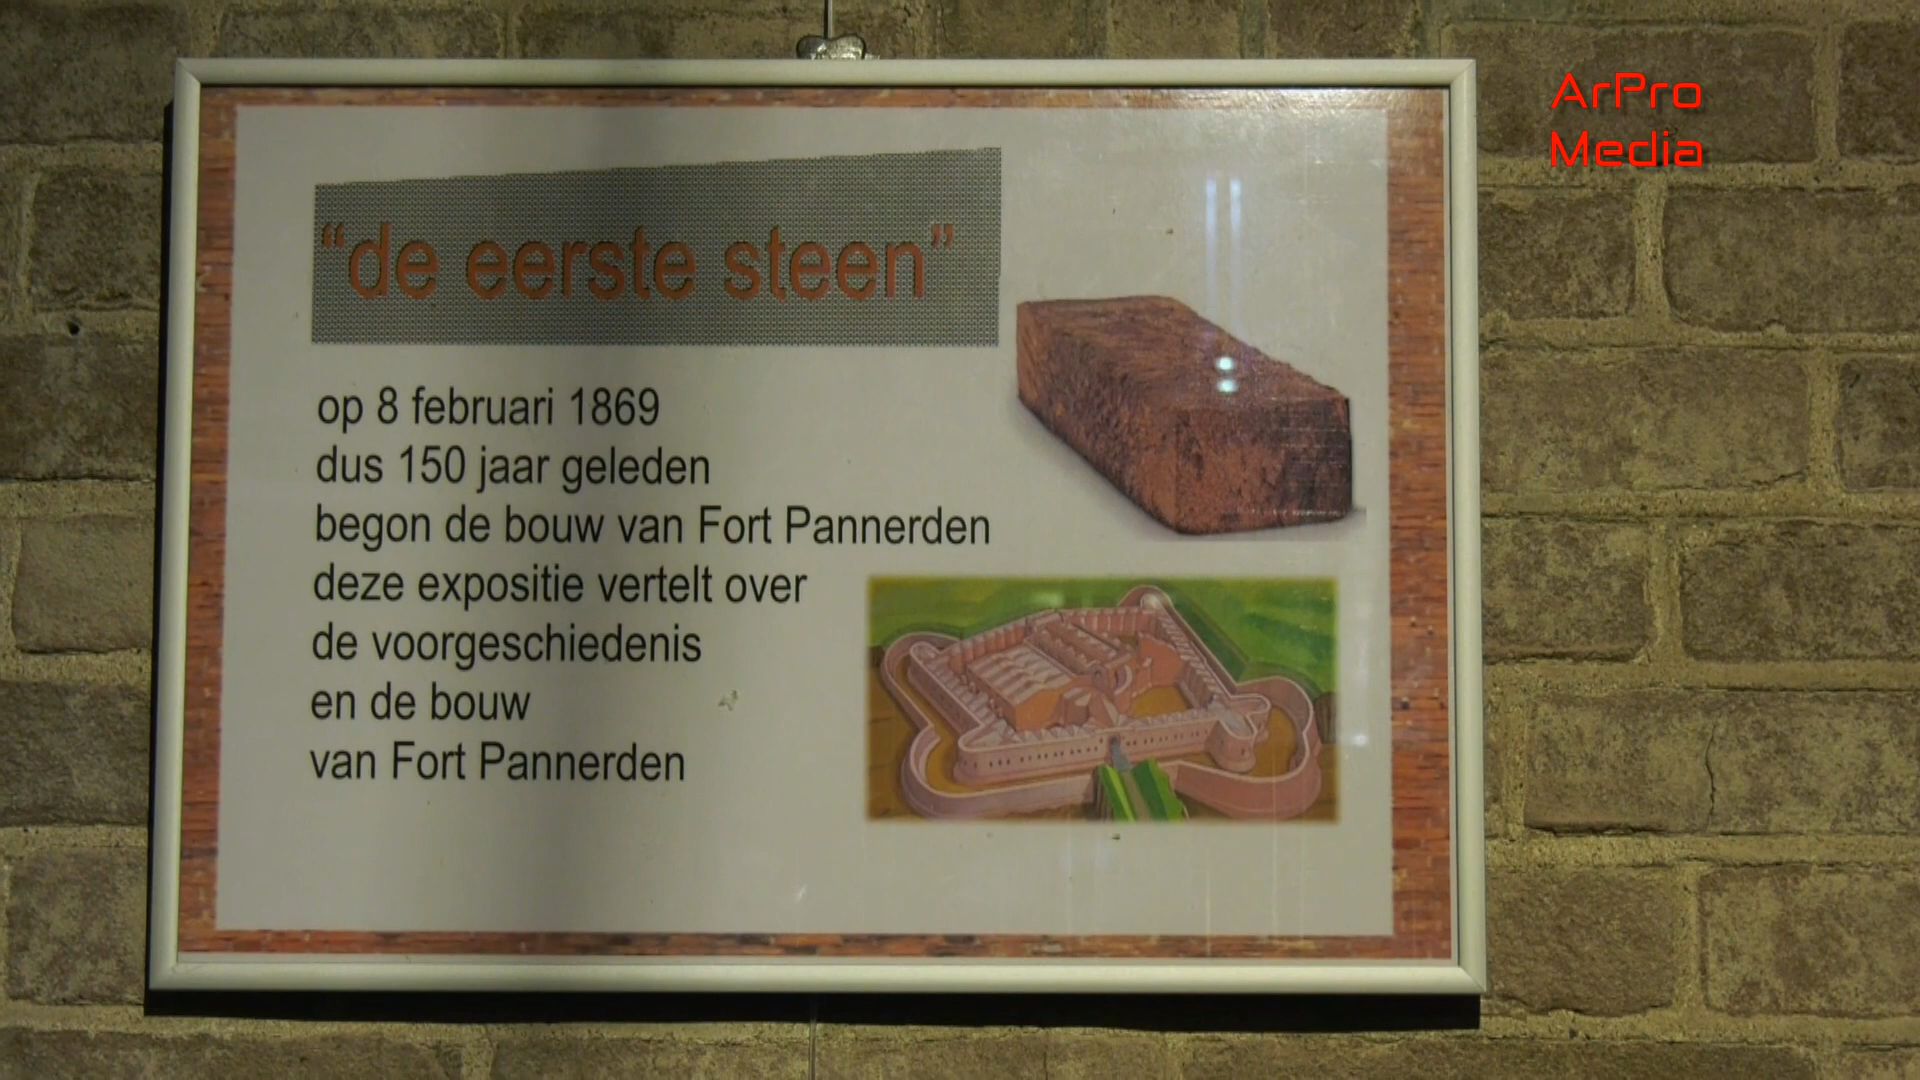 ArPro
Media
“de eerste steen”
op 8 februari 1869
dus 150 jaar geleden
begon de bouw van Fort Pannerden
deze expositie vertelt over
de voorgeschiedenis
en de bouw
van Fort Pannerden